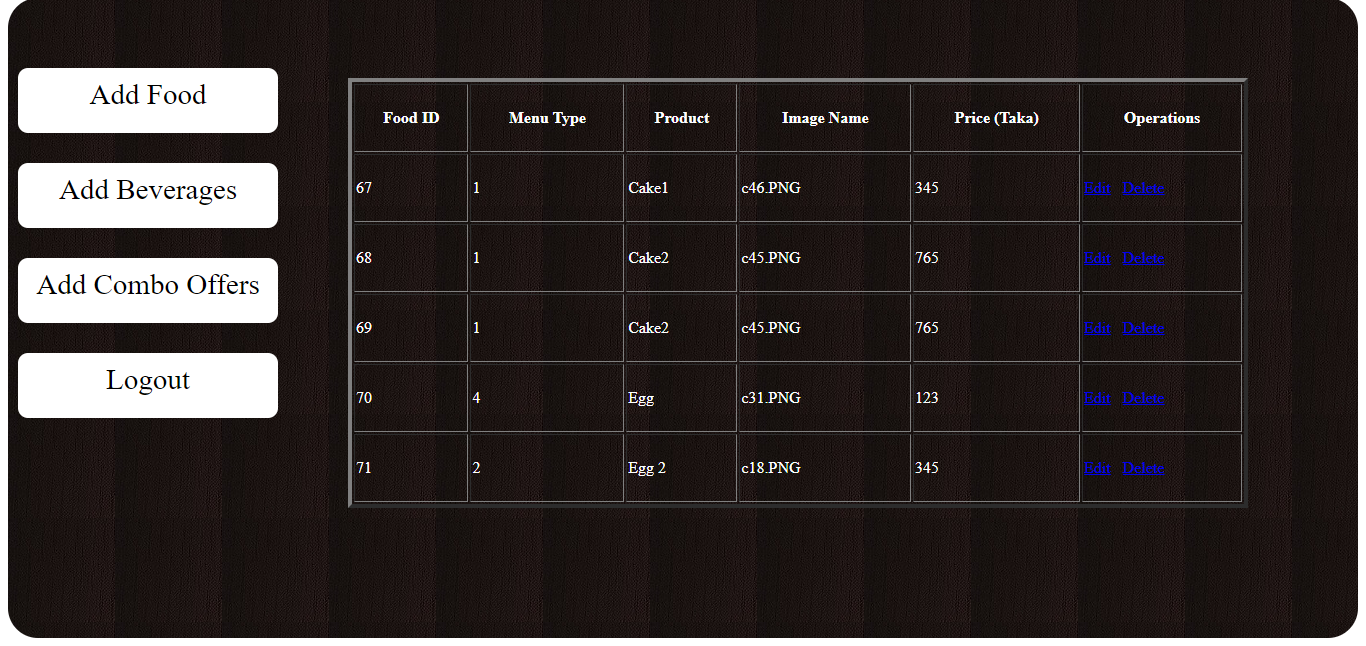 Add Food
Add Beverages
Add Combo Offers
Logout
Food ID Menu Type Product Image Name Price (Taka) Operations
67 1 Cake1 c46.PNG 345 Edit Delete
68 1 Cake2 c45.PNG 765 Edit Delete
69 1 Cake2 c45.PNG 765 Edit Delete
70 4 Egg c31.PNG 123 Edit Delete
71 2 Egg 2 c18.PNG 345 Edit Delete